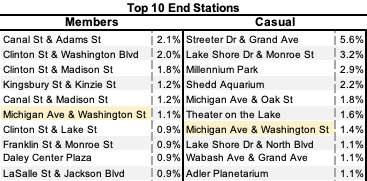 Top 10 End Stations
Members Casual
Canal St & Adams St 2.1% Streeter Dr & Grand Ave 5.6%
Clinton St & Washington Blvd 2.0% Lake Shore Dr & Monroe St 3.2%
Clinton St & Madison St 1.8% Millennium Park 2.9%
Kingsbury St & Kinzie St 1.2% Shedd Aquarium 2.2%
Canal St & Madison St 1.2% Michigan Ave & Oak St 1.8%
Michigan Ave & Washington St 1.1% Theater on the Lake 1.6%
Clinton St & Lake St 0.9% Michigan Ave & Washington St 1.4%
Franklin St & Monroe St 0.9% Lake Shore Dr & North Blvd 1.1%
Daley Center Plaza 0.9% Wabash Ave & Grand Ave 1.1%
LaSalle St & Jackson Blvd 0.9% Adler Planetarium 1.1%